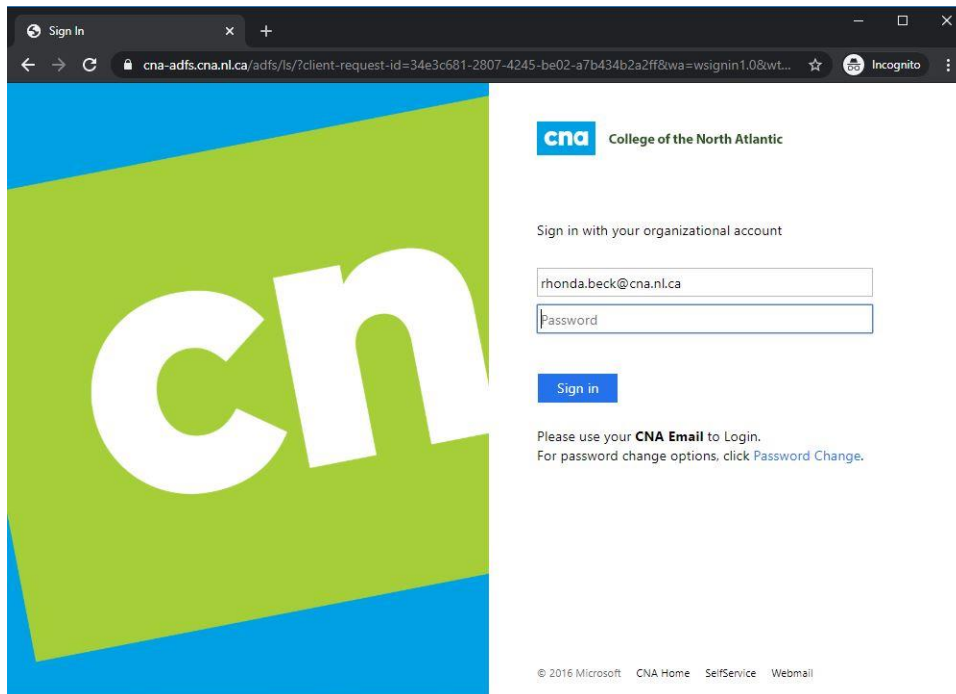 Sign In
cna-adfs.cna.nl.ca/adfs/ls/?client-request-id=34e3c681-2807-4245-be02-a7b434b2a2ff&wa=wsignin1.0&wt...
Incognito
cn
cna College of the North Atlantic
Sign in with your organizational account
rhonda.beck@cna.nl.ca
Password
Sign in
Please use your CNA Email to Login.
For password change options, click Password Change.
© 2016 Microsoft CNA Home SelfService Webmail